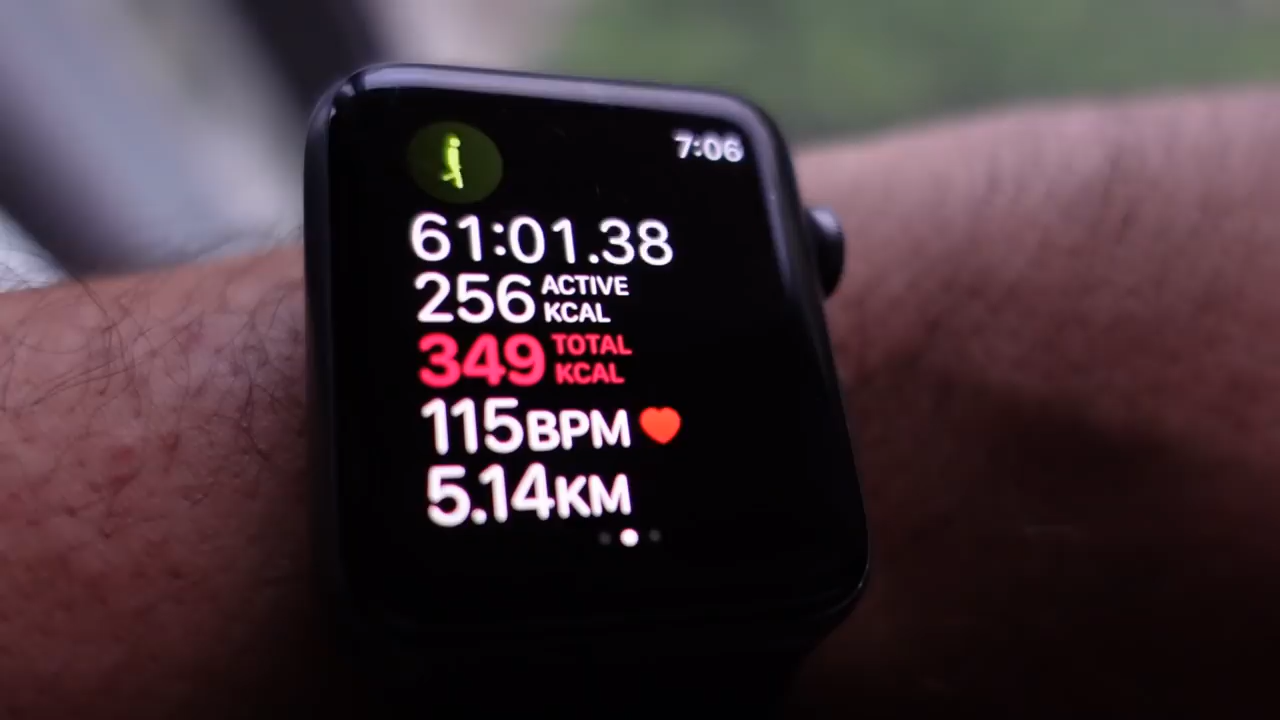 7:06
61:01.38
256 ACTIVE KCAL
349 TOTAL KCAL
115BPM
5.14KM